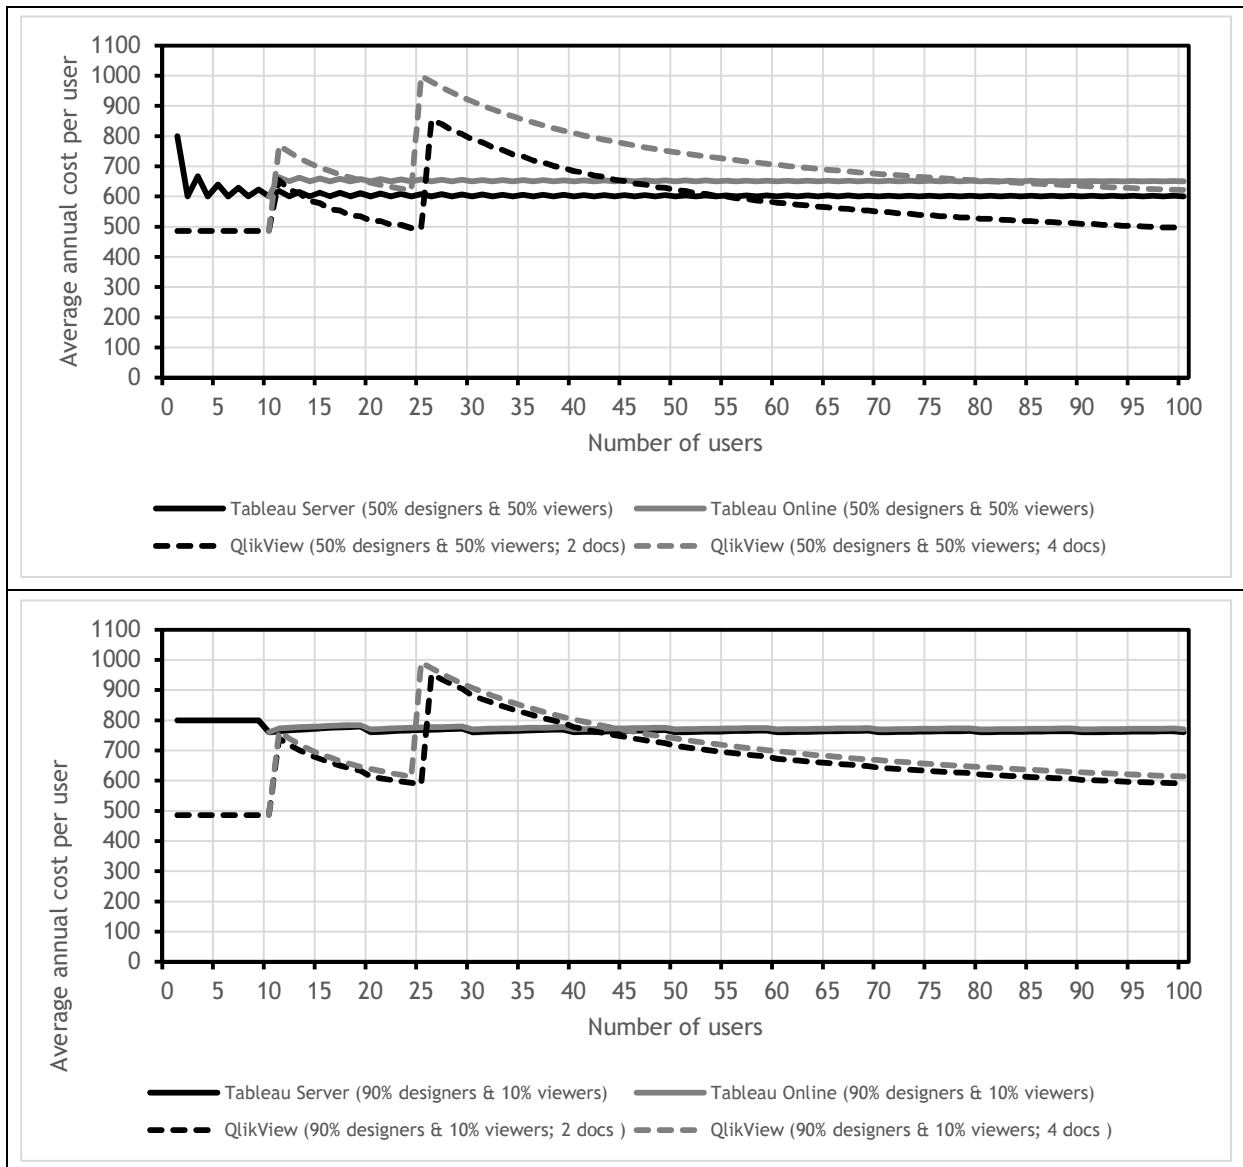 1100
1000
900
800
700
600
500
400
300
200
100
0
Average annual cost per user
0 5 10 15 20 25 30 35 40 45 50 55 60 65 70 75 80 85 90 95 100
Number of users
Tableau Server (50% designers & 50% viewers) Tableau Online (50% designers & 50% viewers)
QlikView (50% designers & 50% viewers; 2 docs) QlikView (50% designers & 50% viewers; 4 docs)
1100
1000
900
800
700
600
500
400
300
200
100
0
Average annual cost per user
0 5 10 15 20 25 30 35 40 45 50 55 60 65 70 75 80 85 90 95 100
Number of users
Tableau Server (90% designers & 10% viewers) Tableau Online (90% designers & 10% viewers)
QlikView (90% designers & 10% viewers; 2 docs ) QlikView (90% designers & 10% viewers; 4 docs )